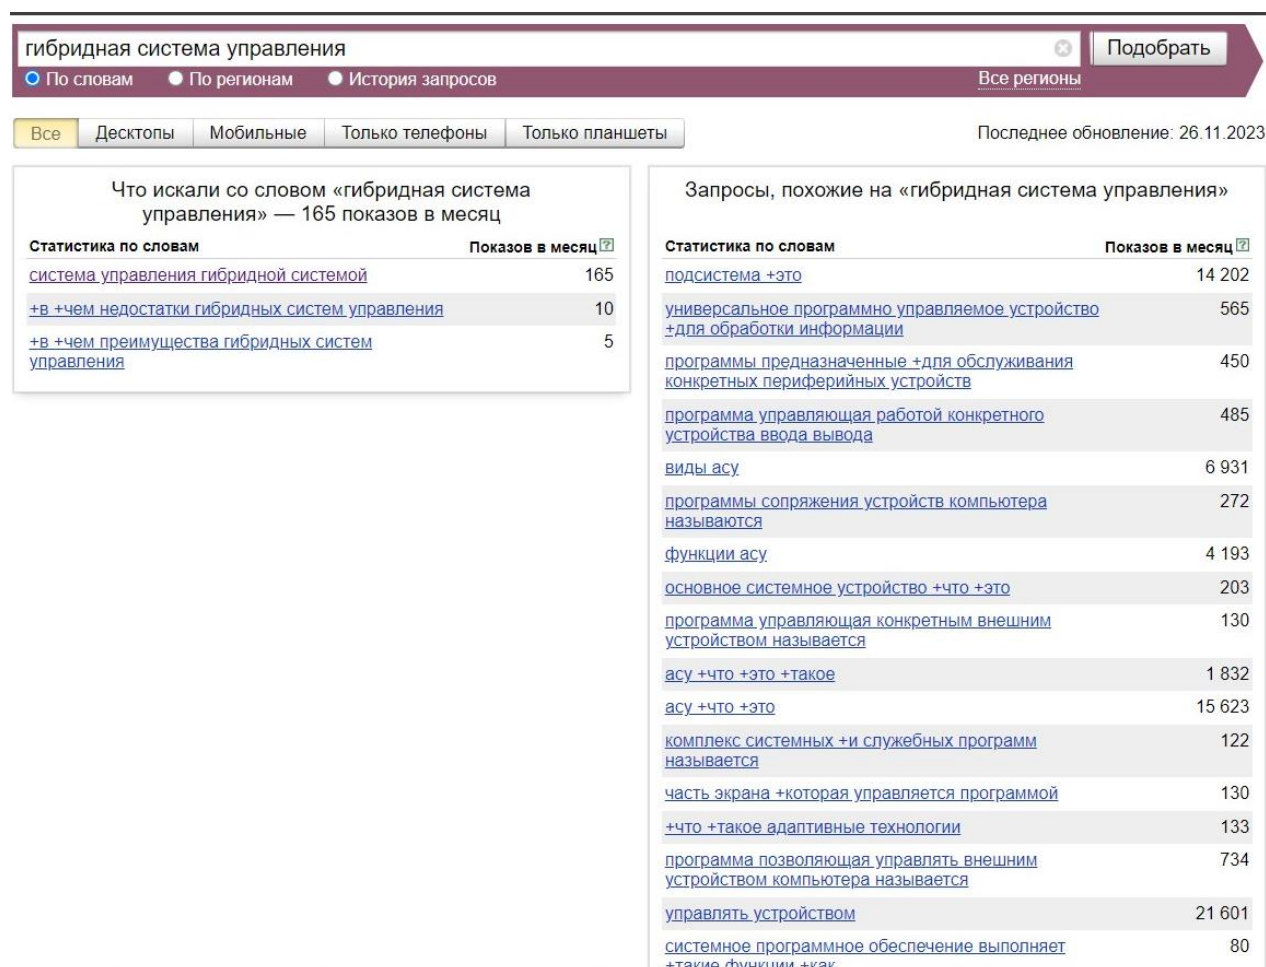 гибридная система управления
Подобрать
По словам По регионам История запросов Все регионы
Все Десктопы Мобильные Только телефоны Только планшеты Последнее обновление: 26.11.2023
Что искали со словом «гибридная система
управления» — 165 показов в месяц
Статистика по словам Показов в месяц ?
система управления гибридной системой 165
+в +чем недостатки гибридных систем управления 10
+в +чем преимущества гибридных систем 5
управления
Запросы, похожие на «гибридная система управления»
Статистика по словам Показов в месяц ?
подсистема +это 14 202
универсальное программно управляемое устройство 565
+для обработки информации
программы предназначенные +для обслуживания 450
конкретных периферийных устройств
программа управляющая работой конкретного 485
устройства ввода вывода
виды асу 6 931
программы сопряжения устройств компьютера 272
называются
функции асу 4 193
основное системное устройство +что +это 203
программа управляющая конкретным внешним 130
устройством называется
асу +что +это +такое 1 832
асу +что +это 15 623
комплекс системных +и служебных программ 122
называется
часть экрана +которая управляется программой 130
+что +такое адаптивные технологии 133
программа позволяющая управлять внешним 734
устройством компьютера называется
управлять устройством 21 601
системное программное обеспечение выполняет 80
+такие функции +как